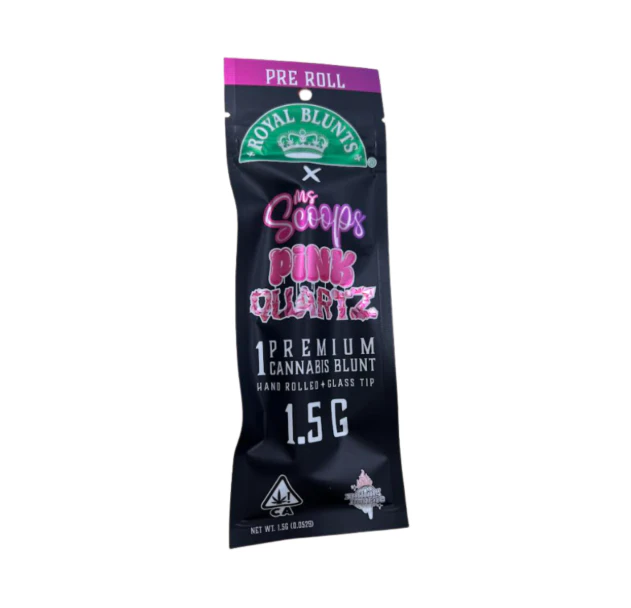 PRE ROLL
ROYAL BLUNTS
®
X
Ms
Scoops
PINK
QUARTZ
1 PREMIUM
CANNABIS BLUNT
HAND ROLLED + GLASS TIP
1.5 G
CA